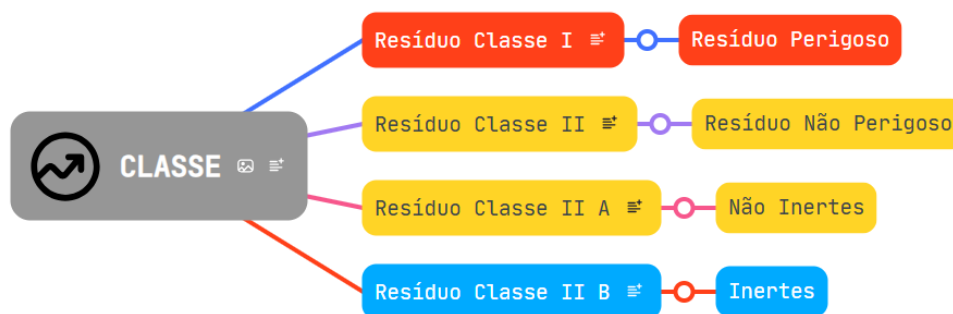 CLASSE
Resíduo Classe I
Resíduo Perigoso
Resíduo Classe II
Resíduo Não Perigoso
Resíduo Classe II A
Não Inertes
Resíduo Classe II B
Inertes